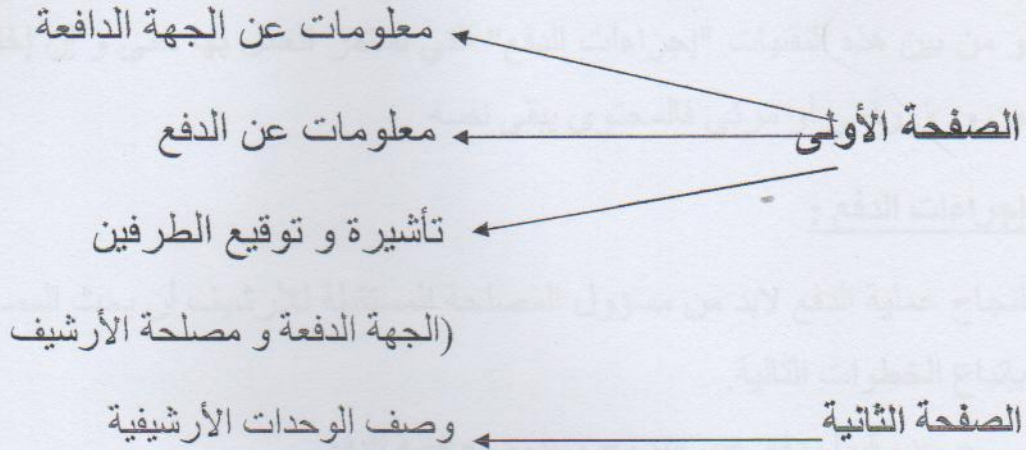 معلومات عن الجهة الدافعة
الصفحة الأولى معلومات عن الدفع
تأشيرة و توقيع الطرفين
(الجهة الدفعة و مصلحة الأرشيف
الصفحة الثانية وصف الوحدات الأرشيفية